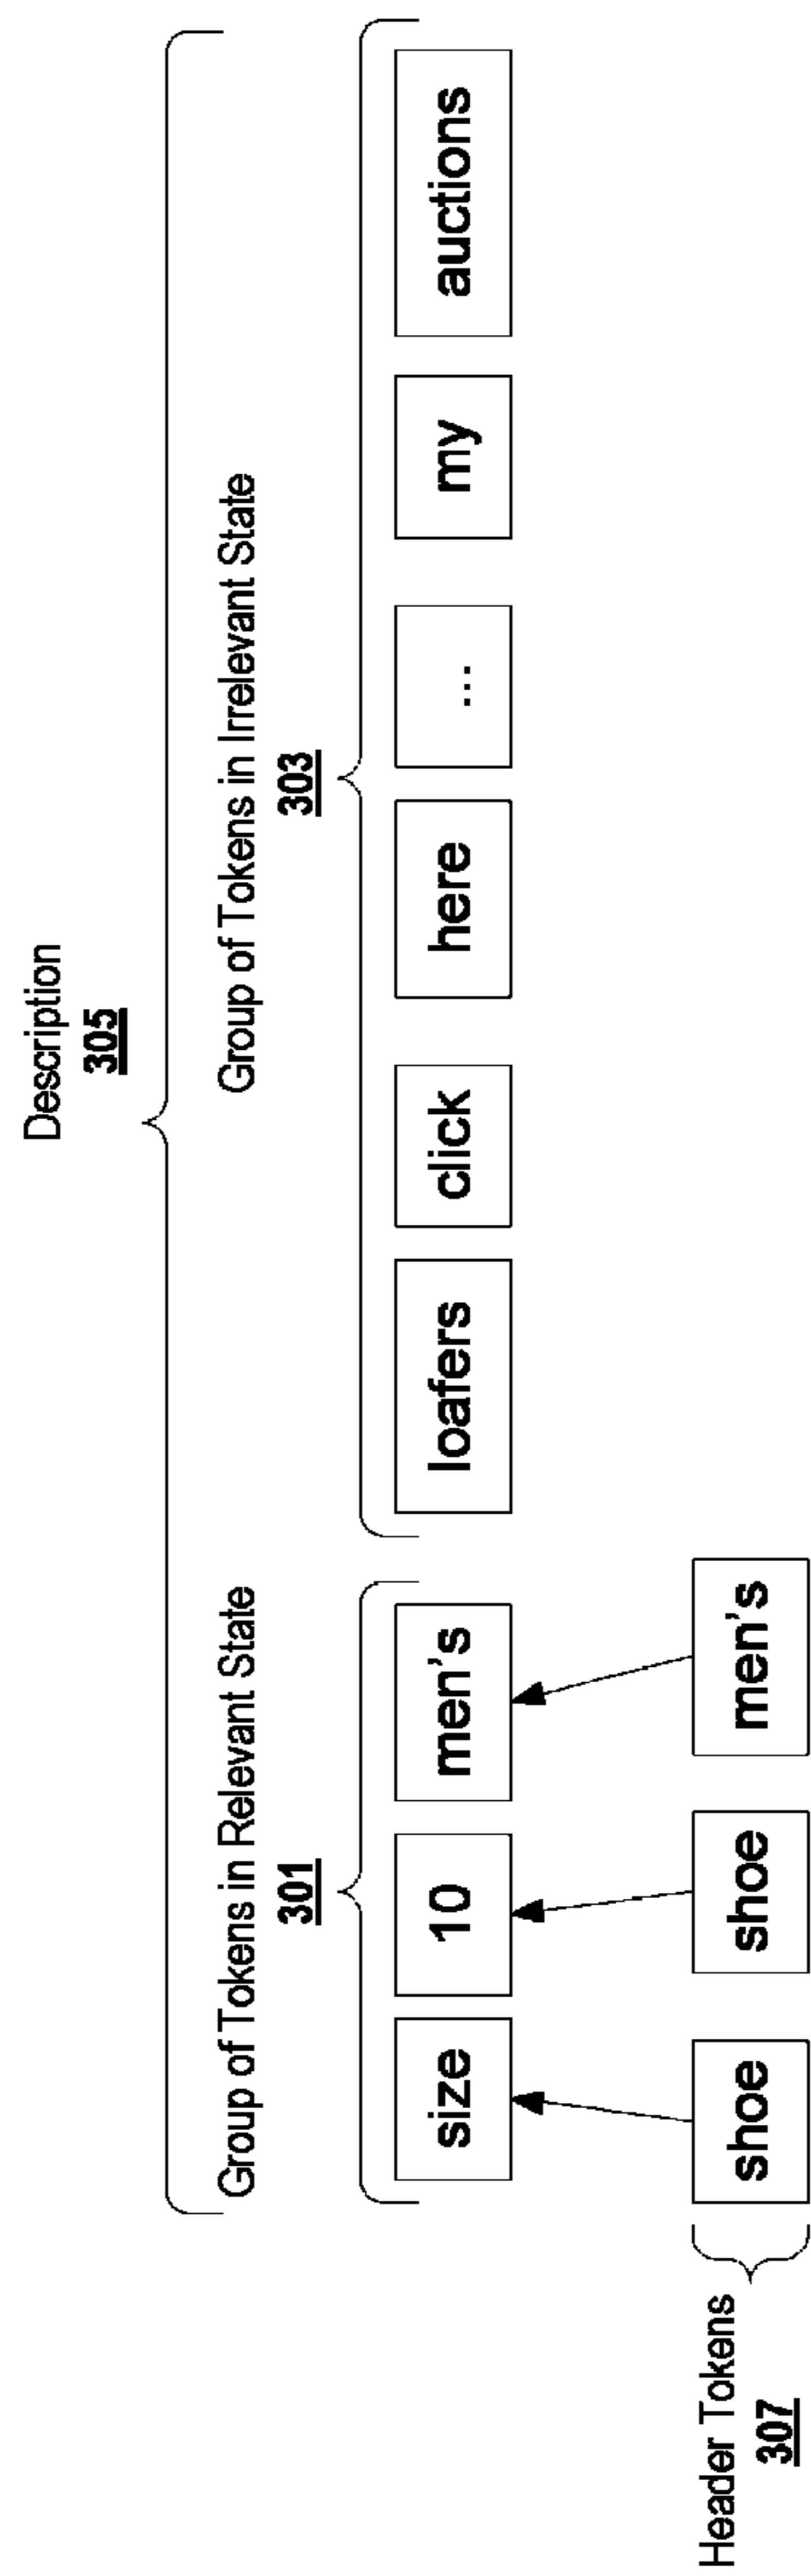 Description
305
Group of Tokens in Relevant State
301
Group of Tokens in Irrelevant State
303
size 10 men's loafers click here ... my auctions
Header Tokens
307
shoe shoe men's